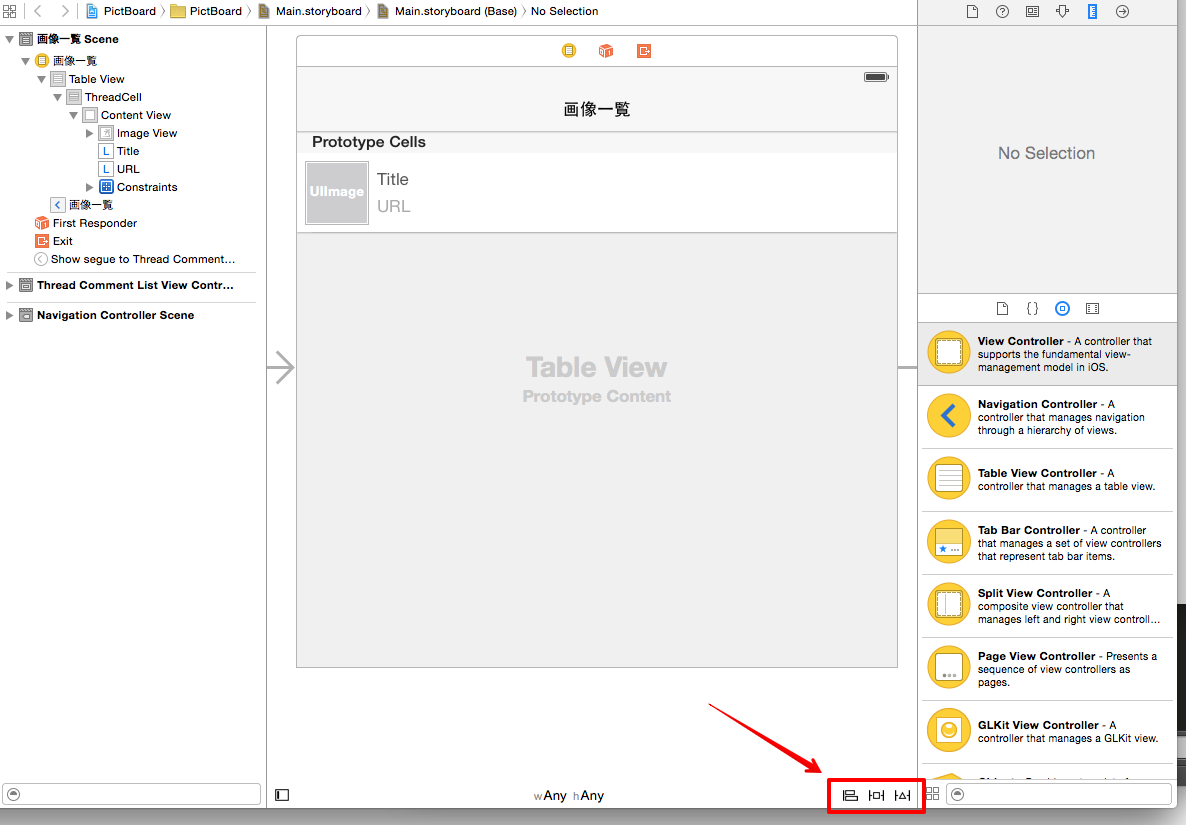 PictBoard PictBoard Main.storyboard Main.storyboard (Base) No Selection
画像一覧 Scene
画像一覧
Table View
ThreadCell
Content View
Image View
L Title
L URL
Constraints
画像一覧
First Responder
Exit
Show segue to Thread Comment...
Thread Comment List View Contr...
Navigation Controller Scene
画像一覧
Prototype Cells
UIImage
Title
URL
Table View
Prototype Content
wAny hAny
No Selection
View Controller - A controller that
supports the fundamental view-
management model in iOS.
Navigation Controller - A
controller that manages navigation
through a hierarchy of views.
Table View Controller - A
controller that manages a table view.
Tab Bar Controller - A controller
that manages a set of view controllers
that represent tab bar items.
Split View Controller - A
composite view controller that
manages left and right view controll...
Page View Controller - Presents a
sequence of view controllers as
pages.
GLKit View Controller - A
controller that manages a GLKit view.